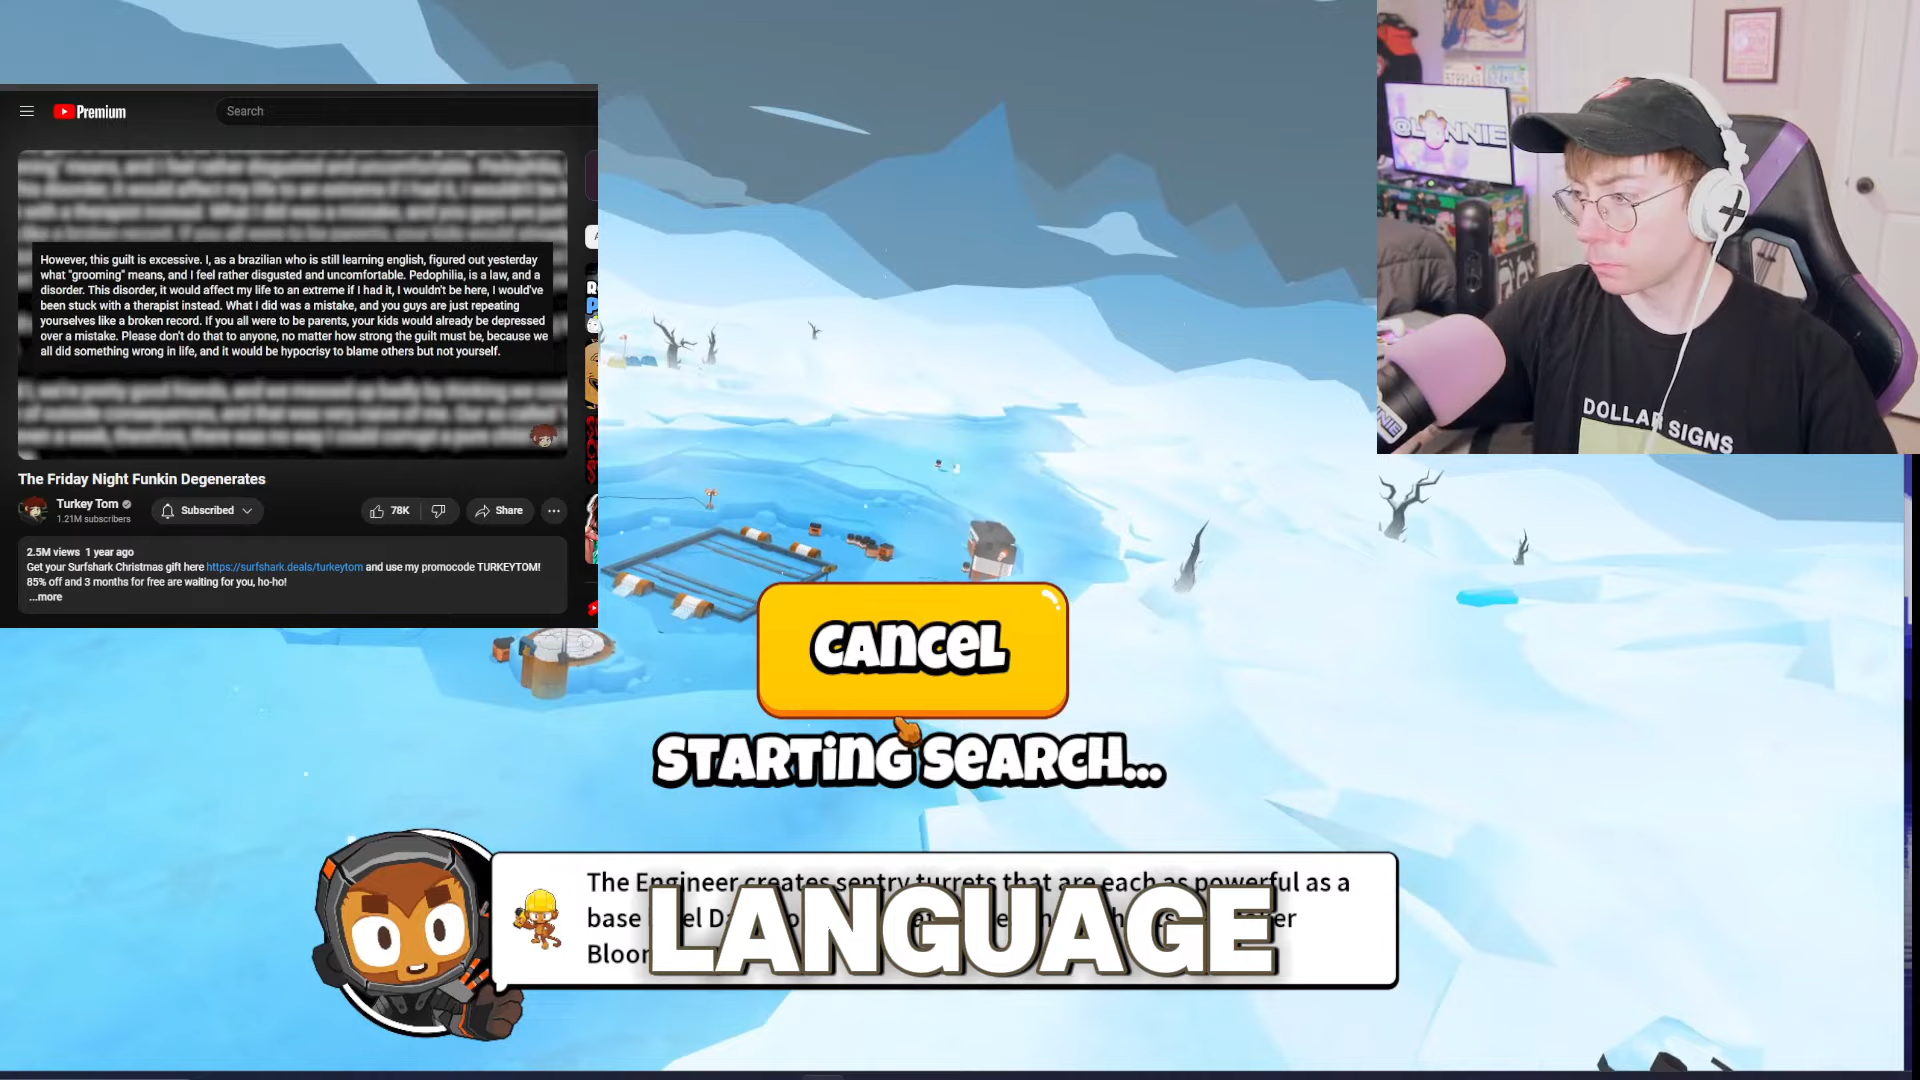 Premium
Search
@LONNIE
However, this guilt is excessive. I, as a brazilian who is still learning english, figured out yesterday
what "grooming" means, and I feel rather disgusted and uncomfortable. Pedophilia, is a law, and a
disorder. This disorder, it would affect my life to an extreme if I had it, I wouldn't be here, I would've
been stuck with a therapist instead. What I did was a mistake, and you guys are just repeating
yourselves like a broken record. If you all were to be parents, your kids would already be depressed
over a mistake. Please don't do that to anyone, no matter how strong the guilt must be, because we
all did something wrong in life, and it would be hypocrisy to blame others but not yourself.
DOLLAR SIGNS
The Friday Night Funkin Degenerates
Turkey Tom
1.21M subscribers
Subscribed
78K
Share
2.5M views 1 year ago
Get your Surfshark Christmas gift here https://surfshark.deals/turkeytom and use my promocode TURKEYTOM!
85% off and 3 months for free are waiting for you, ho-ho!
...more
CANCEL
STARTING SEARCH...
The Engineer creates sentry turrets that are each as powerful as a
base
LANGUAGE